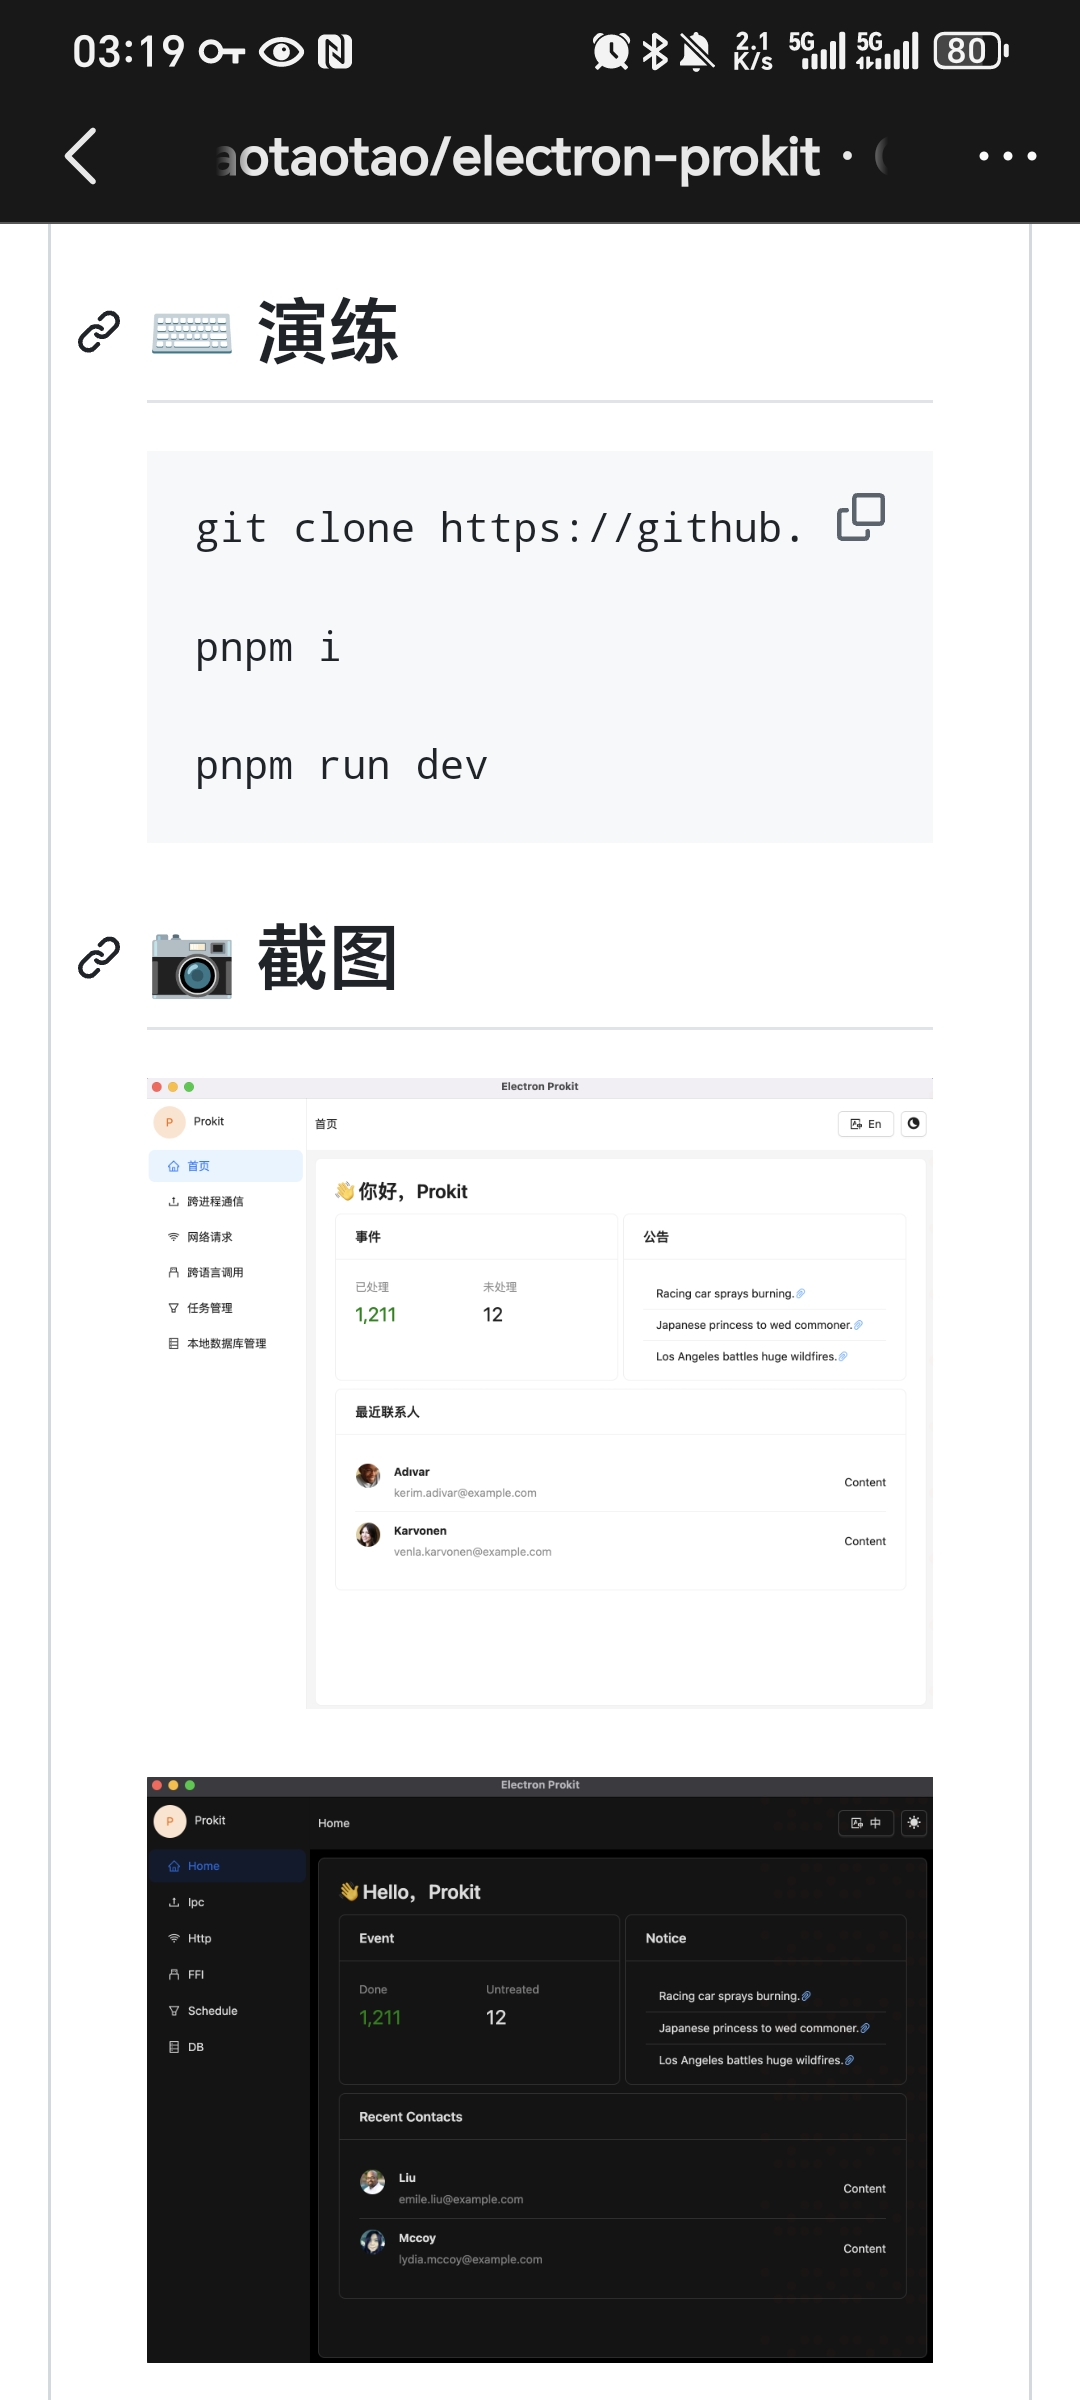 03:19
2.1 K/s 5G 5G 80
aotaotao/electron-prokit ·
演练
git clone https://github.
pnpm i
pnpm run dev
截图
Electron Prokit
P Prokit
首页
En
首页
跨进程通信
网络请求
跨语言调用
任务管理
本地数据库管理
👋你好，Prokit
事件
已处理
未处理
1,211
12
公告
Racing car sprays burning.
Japanese princess to wed commoner.
Los Angeles battles huge wildfires.
最近联系人
Adıvar
kerim.adivar@example.com
Content
Karvonen
venla.karvonen@example.com
Content
Electron Prokit
P Prokit
Home
中
Home
Ipc
Http
FFI
Schedule
DB
👋Hello，Prokit
Event
Done
Untreated
1,211
12
Notice
Racing car sprays burning.
Japanese princess to wed commoner.
Los Angeles battles huge wildfires.
Recent Contacts
Liu
emile.liu@example.com
Content
Mccoy
lydia.mccoy@example.com
Content